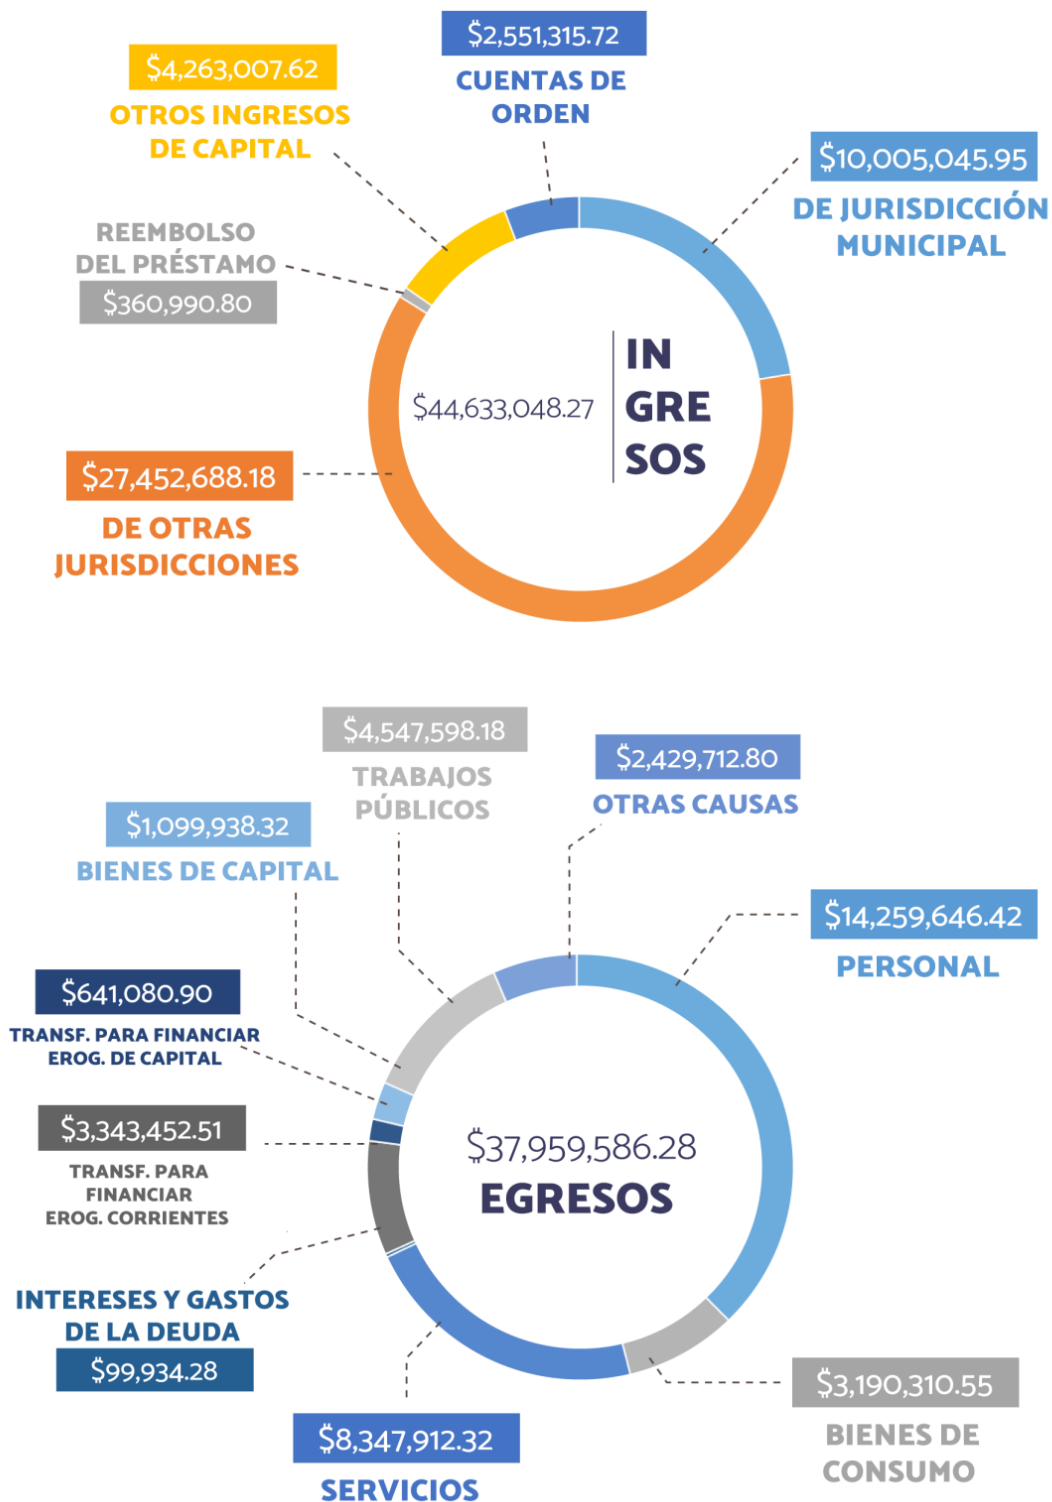 $2,551,315.72
CUENTAS DE
ORDEN
$4,263,007.62
OTROS INGRESOS
DE CAPITAL
$10,005,045.95
DE JURISDICCIÓN
MUNICIPAL
REEMBOLSO
DEL PRÉSTAMO
$360,990.80
$44,633,048.27
IN
GRE
SOS
$27,452,688.18
DE OTRAS
JURISDICCIONES
$4,547,598.18
TRABAJOS
PÚBLICOS
$2,429,712.80
OTRAS CAUSAS
$1,099,938.32
BIENES DE CAPITAL
$14,259,646.42
PERSONAL
$641,080.90
TRANSF. PARA FINANCIAR
EROG. DE CAPITAL
$3,343,452.51
TRANSF. PARA
FINANCIAR
EROG. CORRIENTES
$37,959,586.28
EGRESOS
INTERESES Y GASTOS
DE LA DEUDA
$99,934.28
$3,190,310.55
BIENES DE
CONSUMO
$8,347,912.32
SERVICIOS